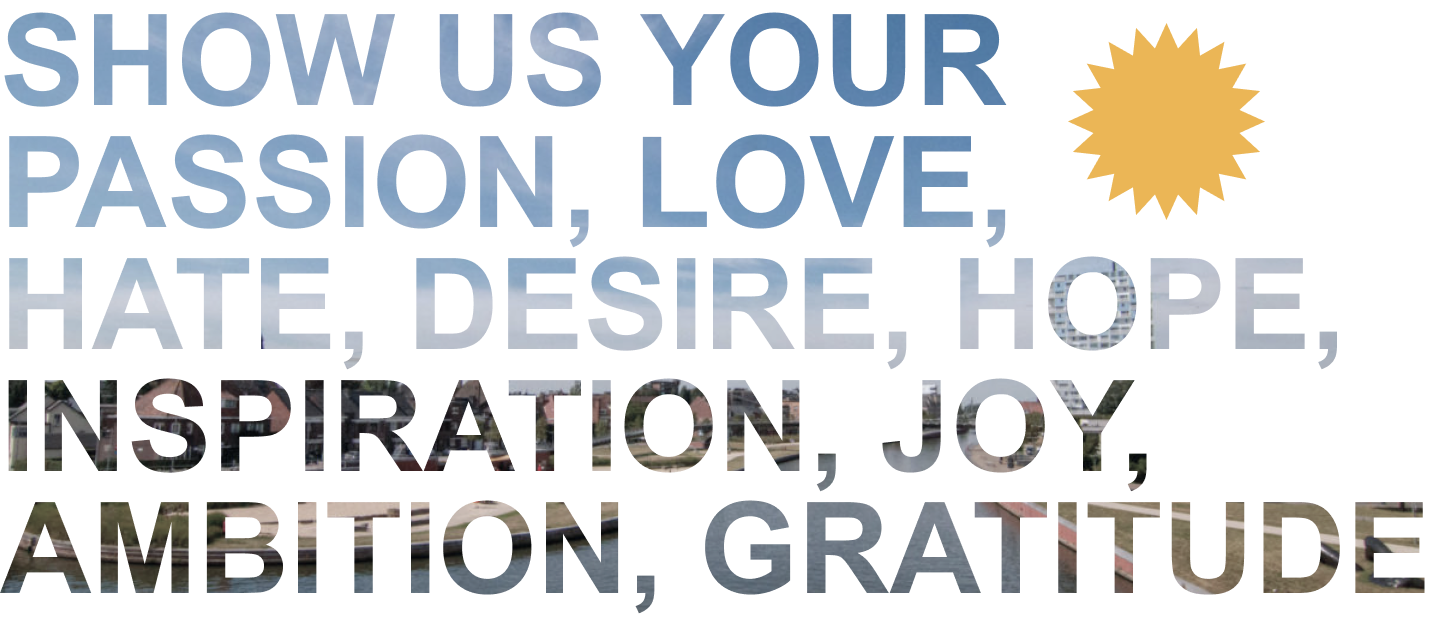 SHOW US YOUR
PASSION, LOVE,
HATE, DESIRE, HOPE,
INSPIRATION, JOY,
AMBITION, GRATITUDE